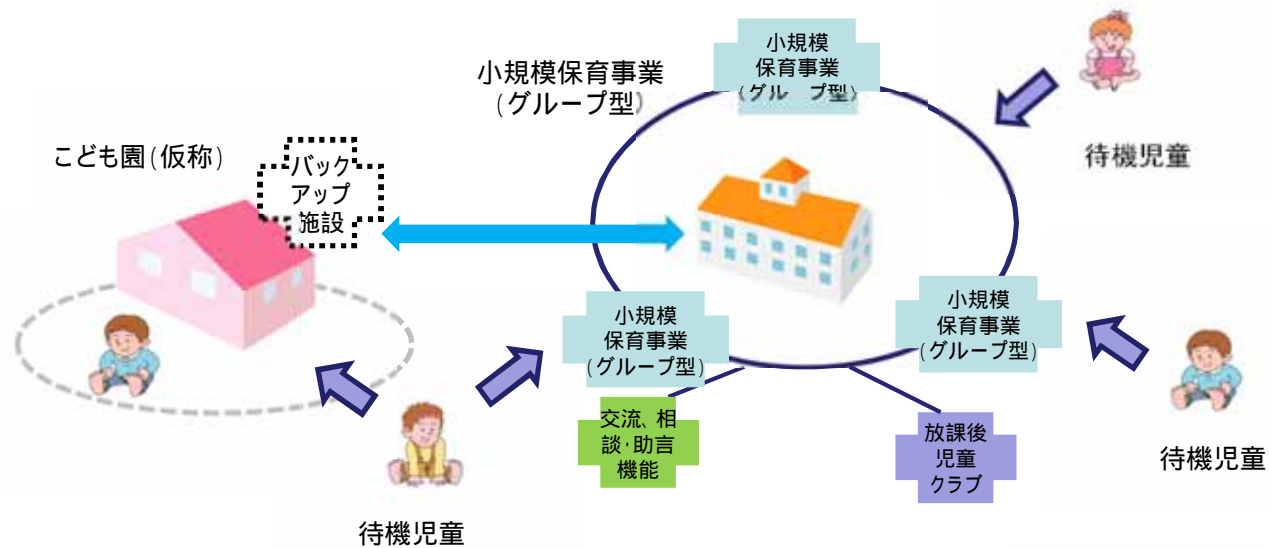 小規模
保育事業
(グループ型)
小規模保育事業
(グループ型)
待機児童
こども園(仮称)
バック
アップ
施設
小規模
保育事業
(グループ型)
小規模
保育事業
(グループ型)
交流、相
談・助言
機能
放課後
児童
クラブ
待機児童
待機児童